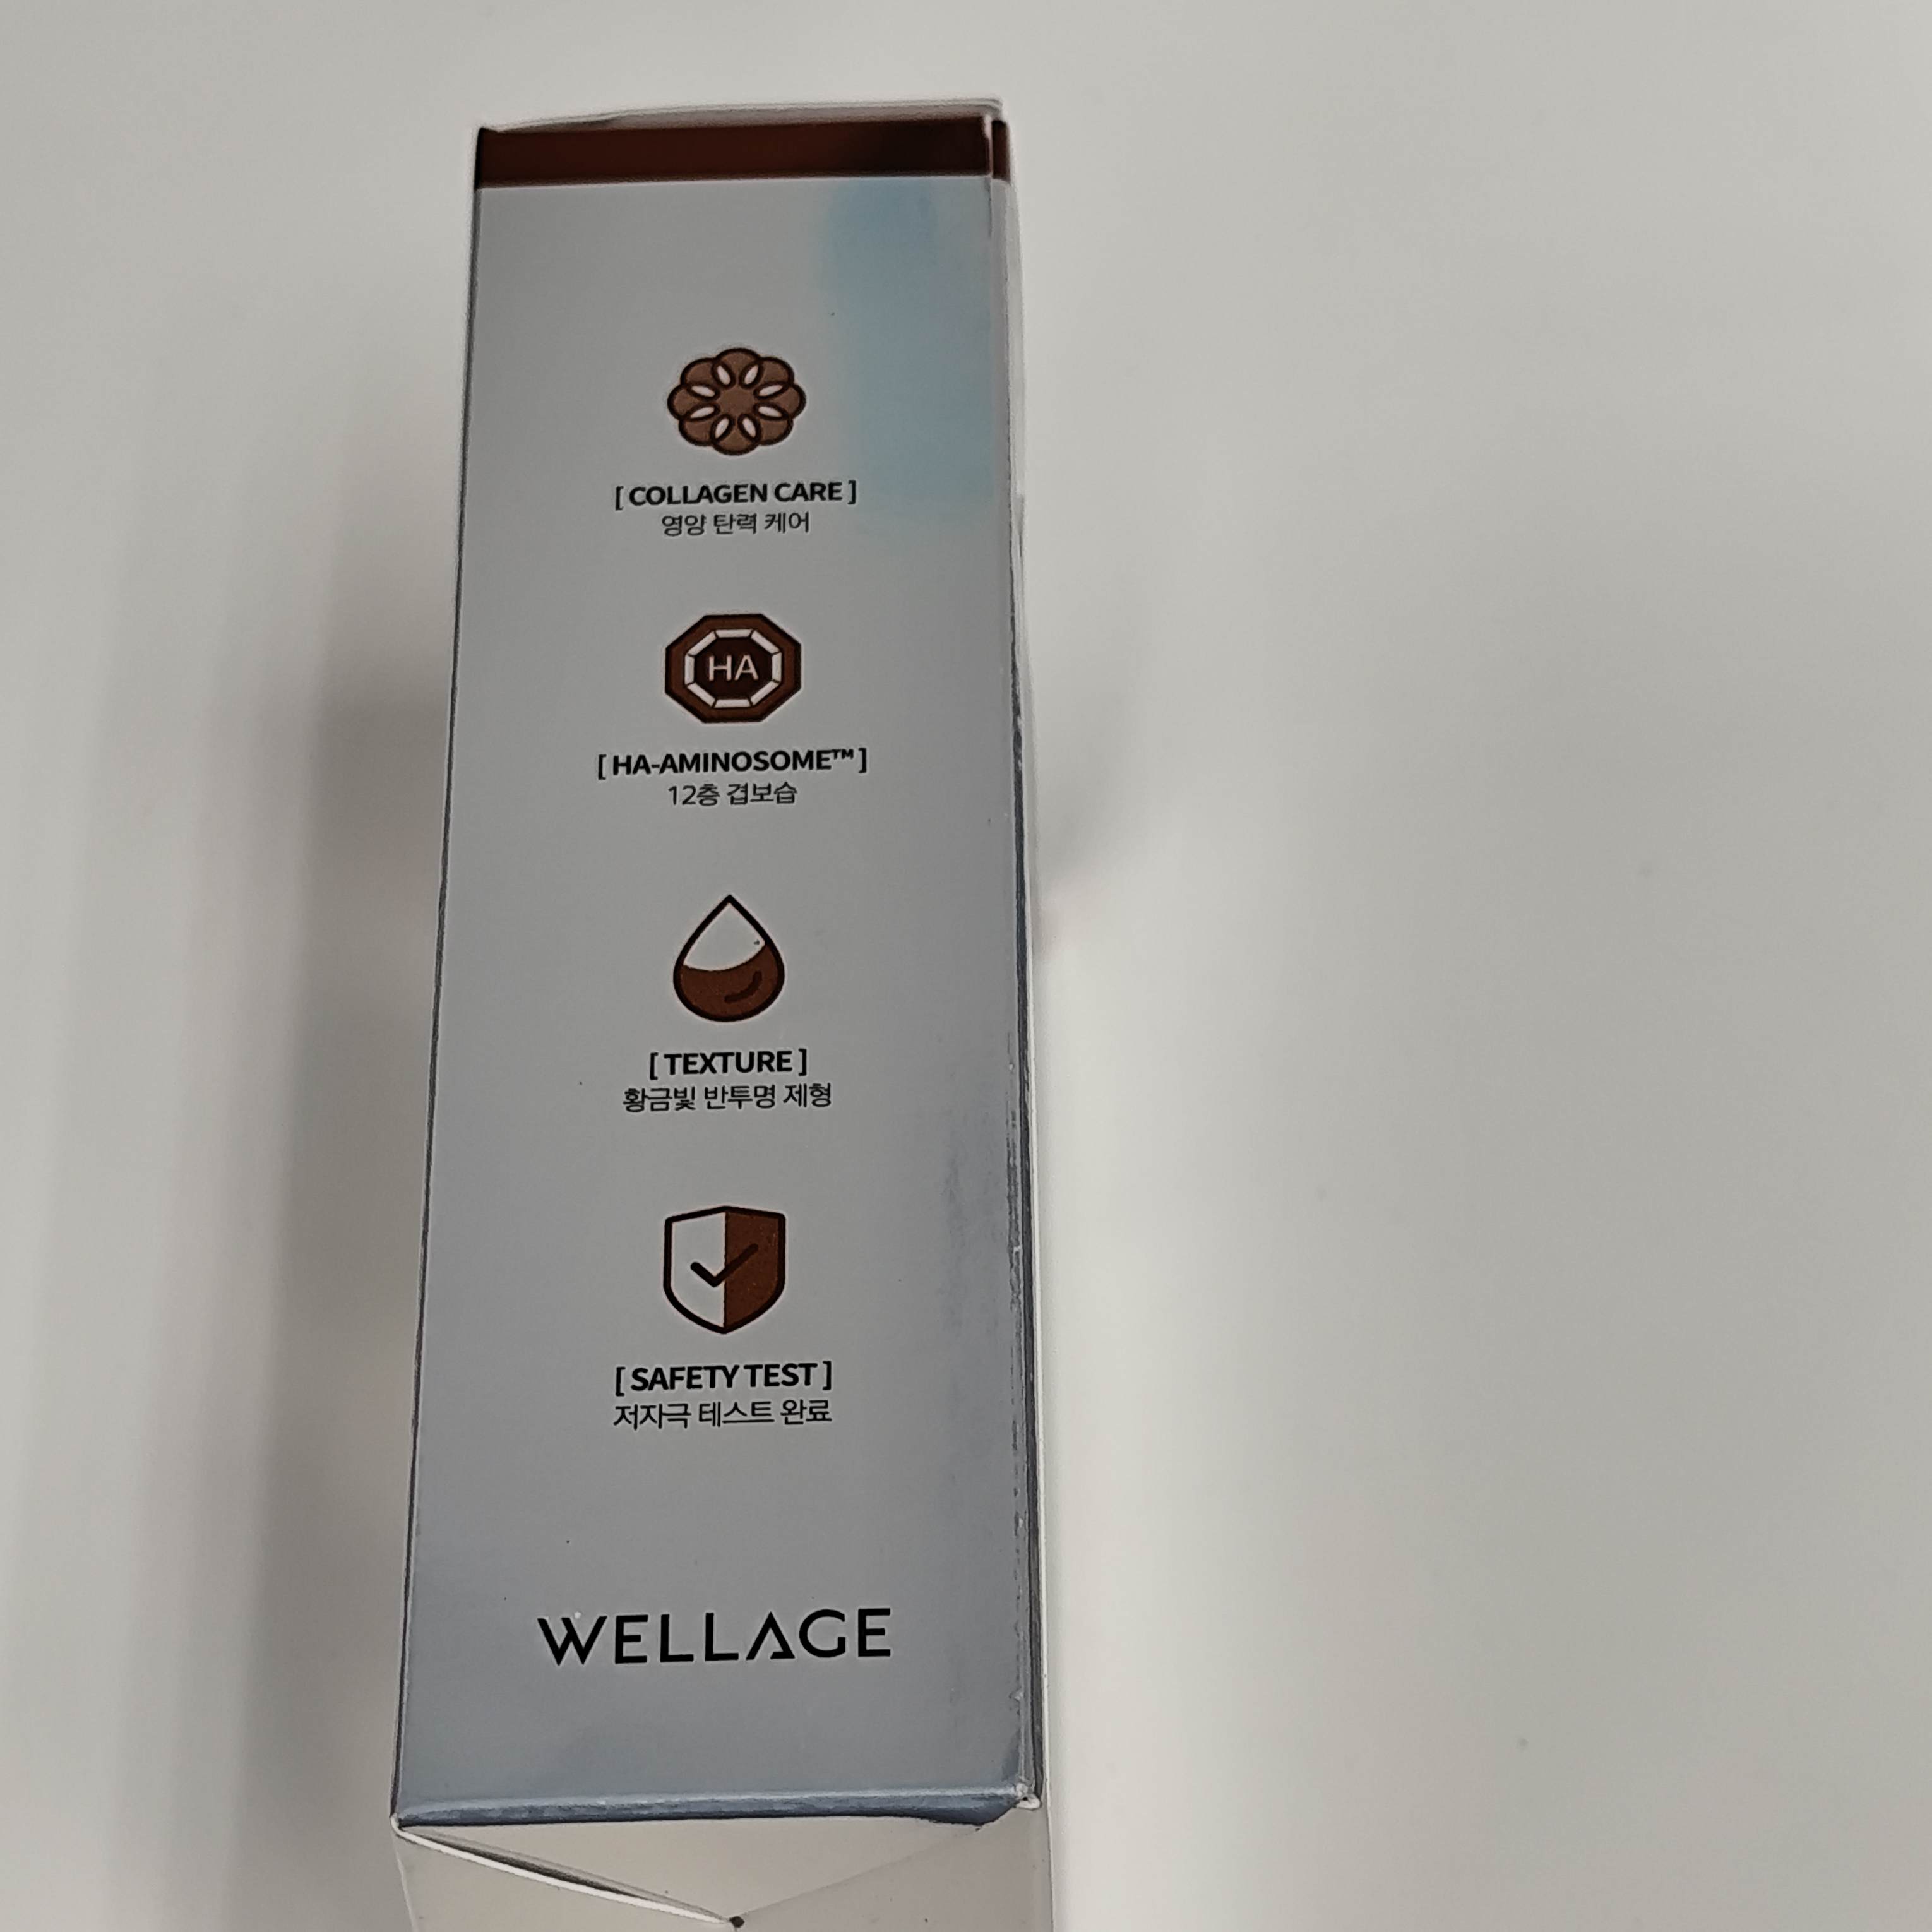 [ COLLAGEN CARE ]
영양 탄력 케어
HA
[ HA-AMINOSOME™ ]
12층 겹보습
[ TEXTURE ]
황금빛 반투명 제형
[ SAFETY TEST ]
저자극 테스트 완료
WELLAGE